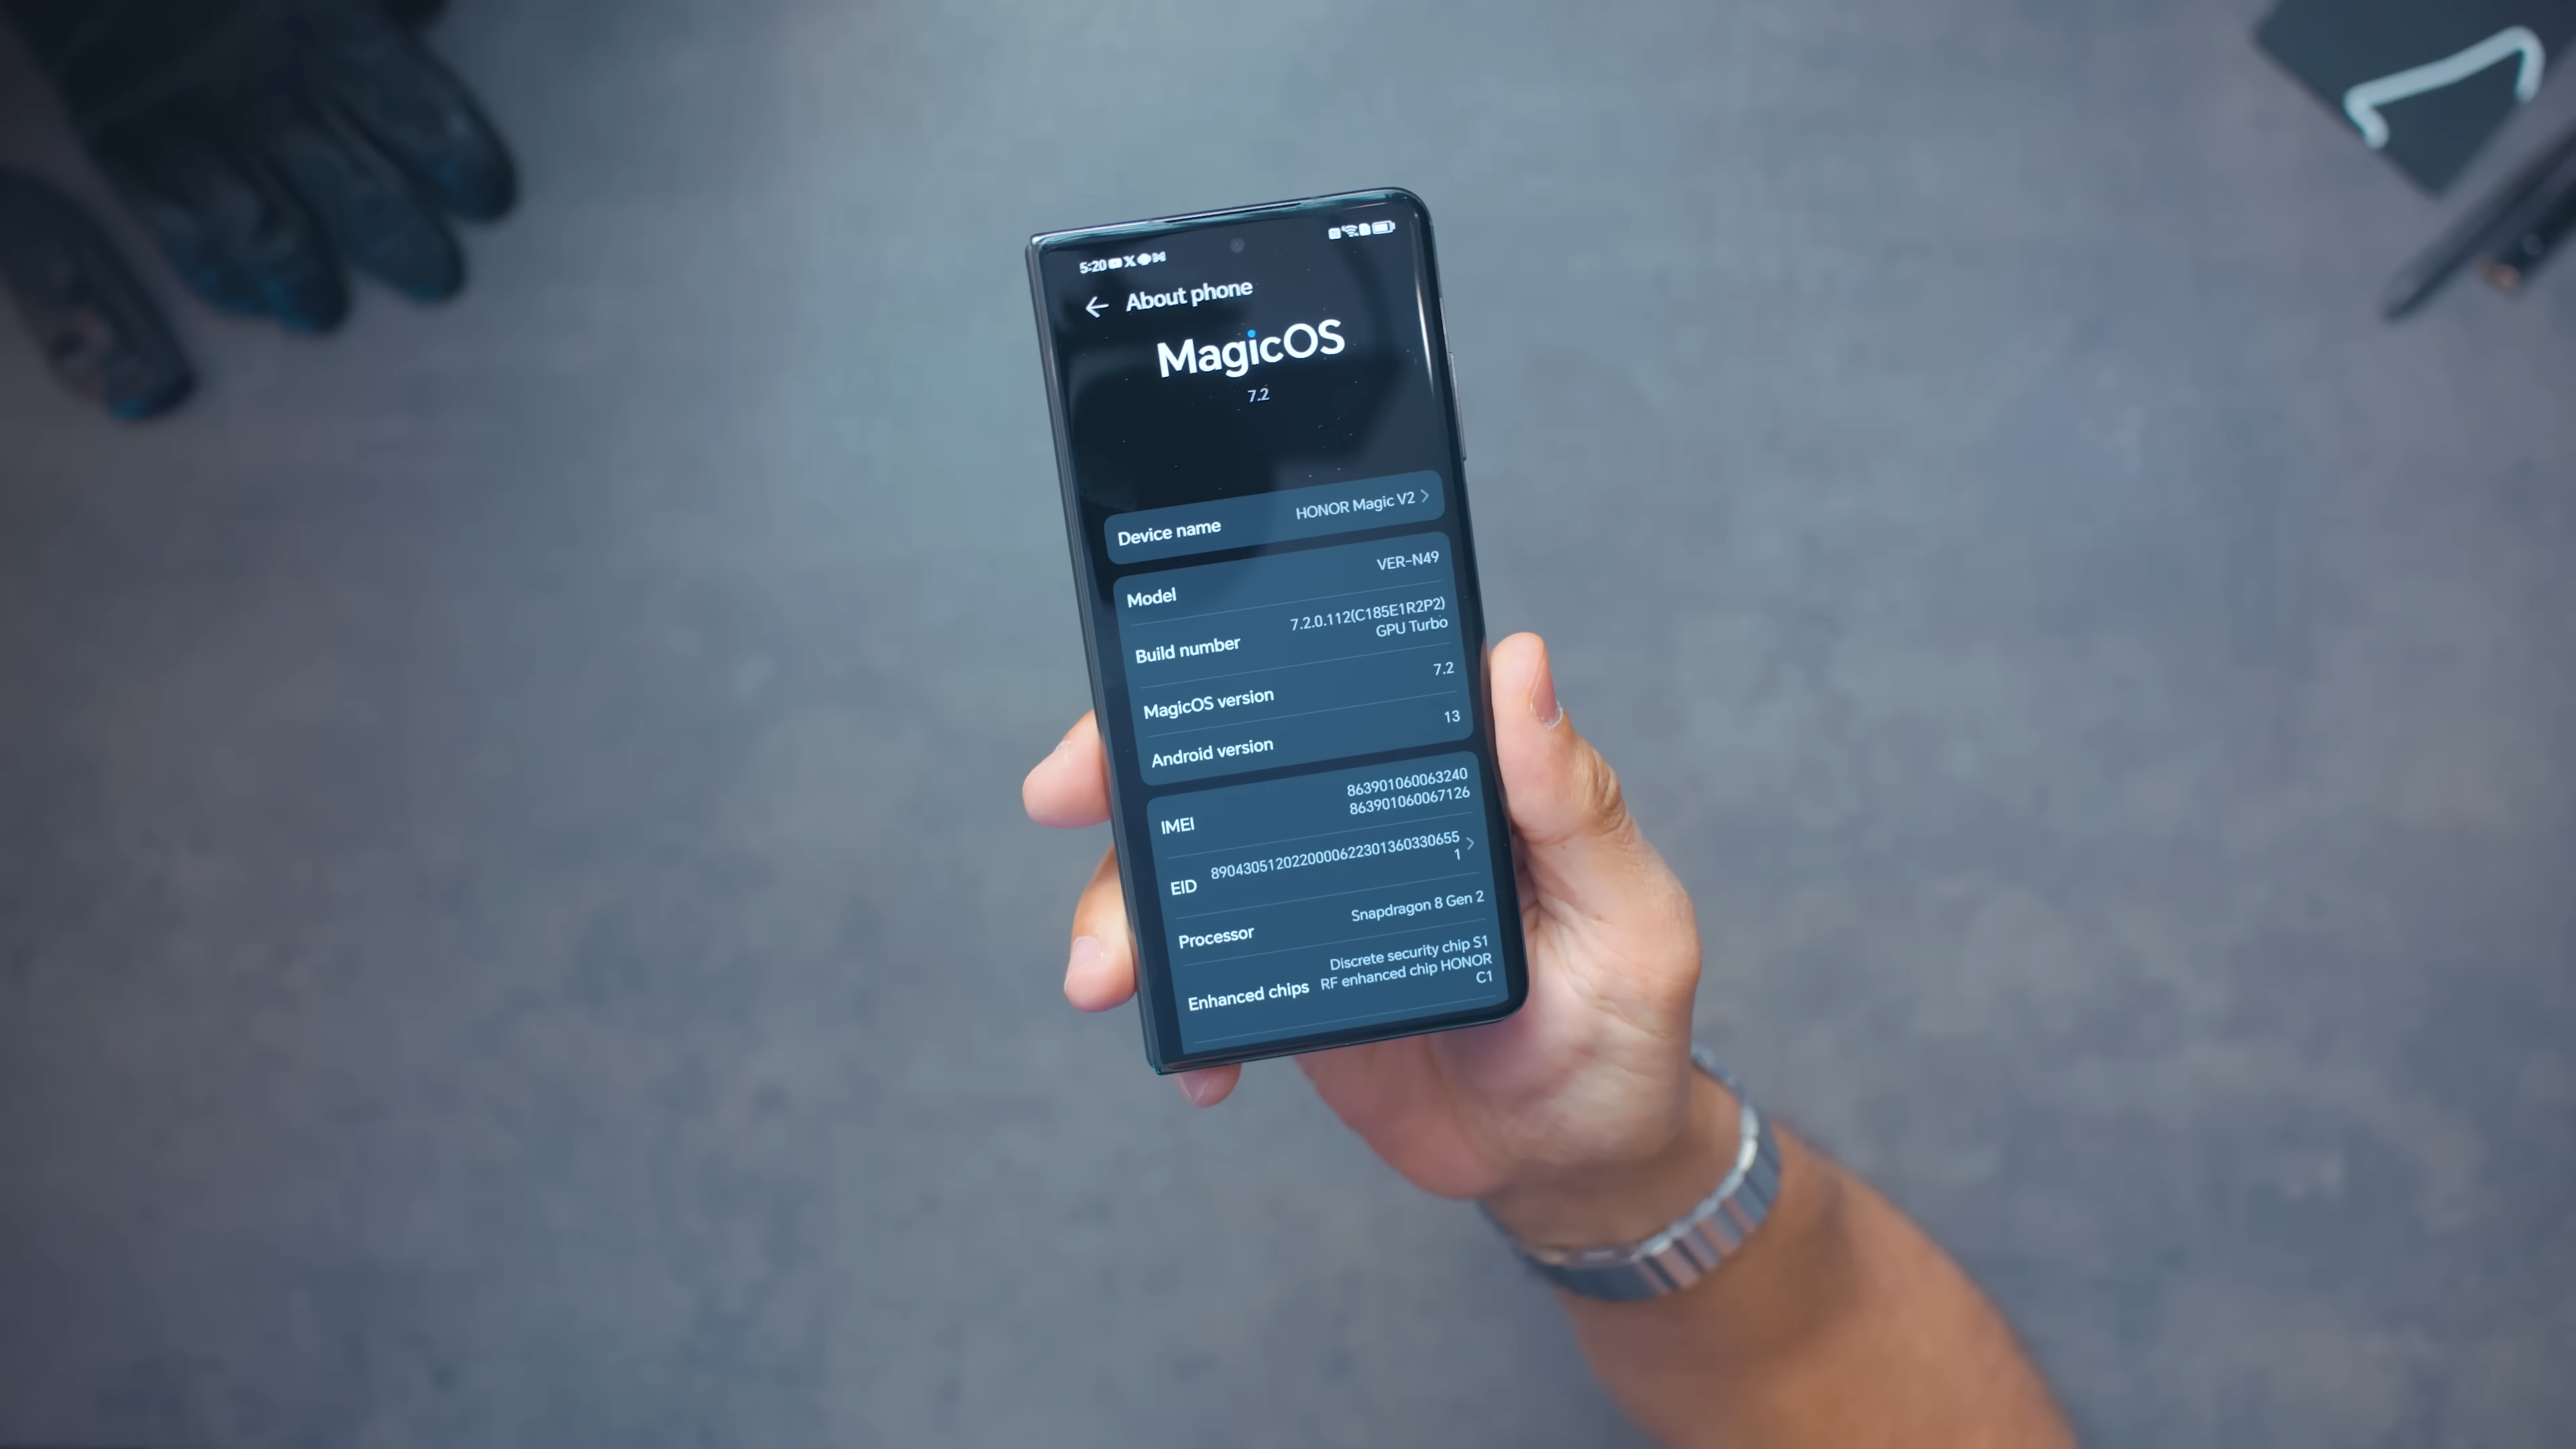 5:20
About phone
MagicOS
7.2
Device name HONOR Magic V2
Model VER-N49
Build number 7.2.0.112(C185E1R2P2)
GPU Turbo
MagicOS version 7.2
Android version 13
IMEI 863901060063240
863901060067126
EID 8904305120220000622301360330655
1
Processor Snapdragon 8 Gen 2
Enhanced chips Discrete security chip S1
RF enhanced chip HONOR
C1